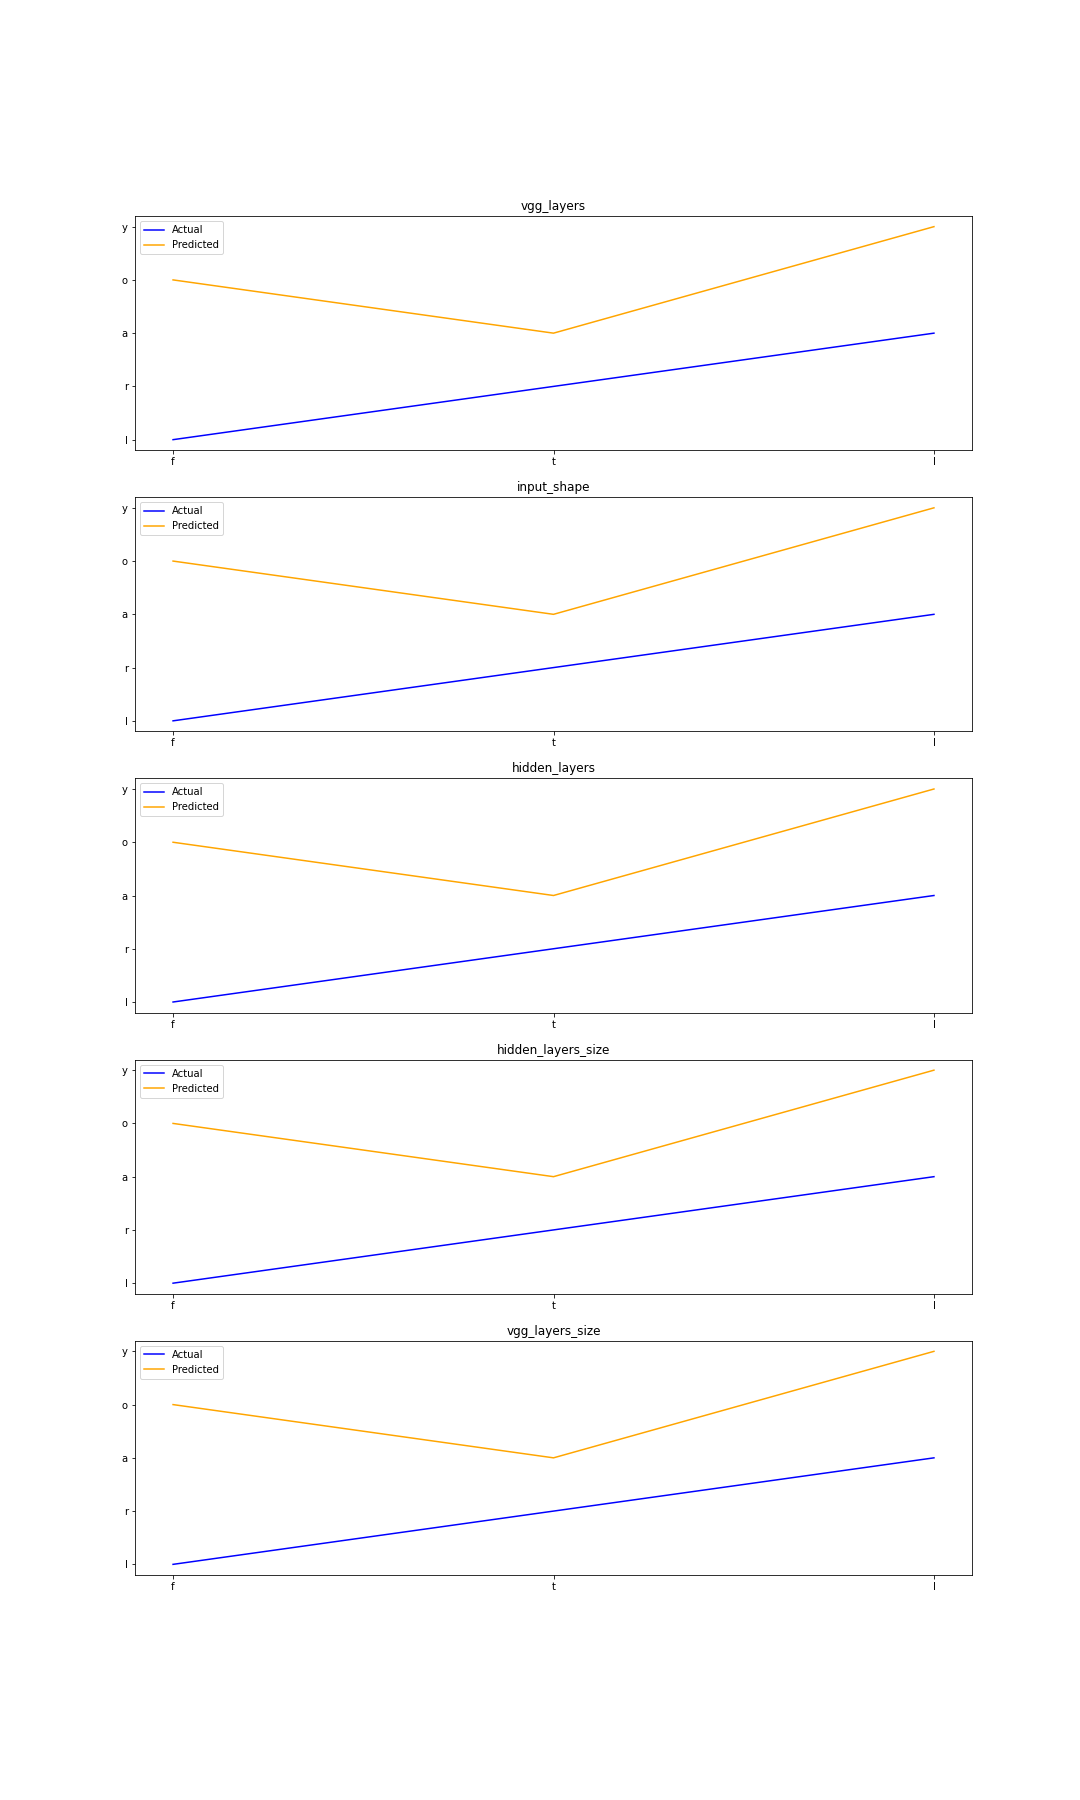 vgg_layers
Actual
Predicted
y
o
a
r
l
f t l
input_shape
Actual
Predicted
y
o
a
r
l
f t l
hidden_layers
Actual
Predicted
y
o
a
r
l
f t l
hidden_layers_size
Actual
Predicted
y
o
a
r
l
f t l
vgg_layers_size
Actual
Predicted
y
o
a
r
l
f t l